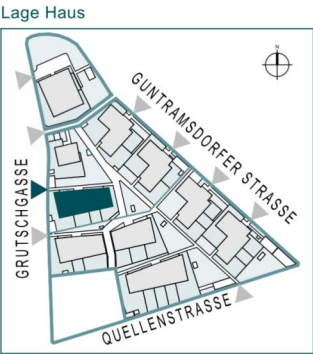 Lage Haus
N
GUNTRAMSDORFER STRASSE
GRUTSCHGASSE
QUELLENSTRASSE